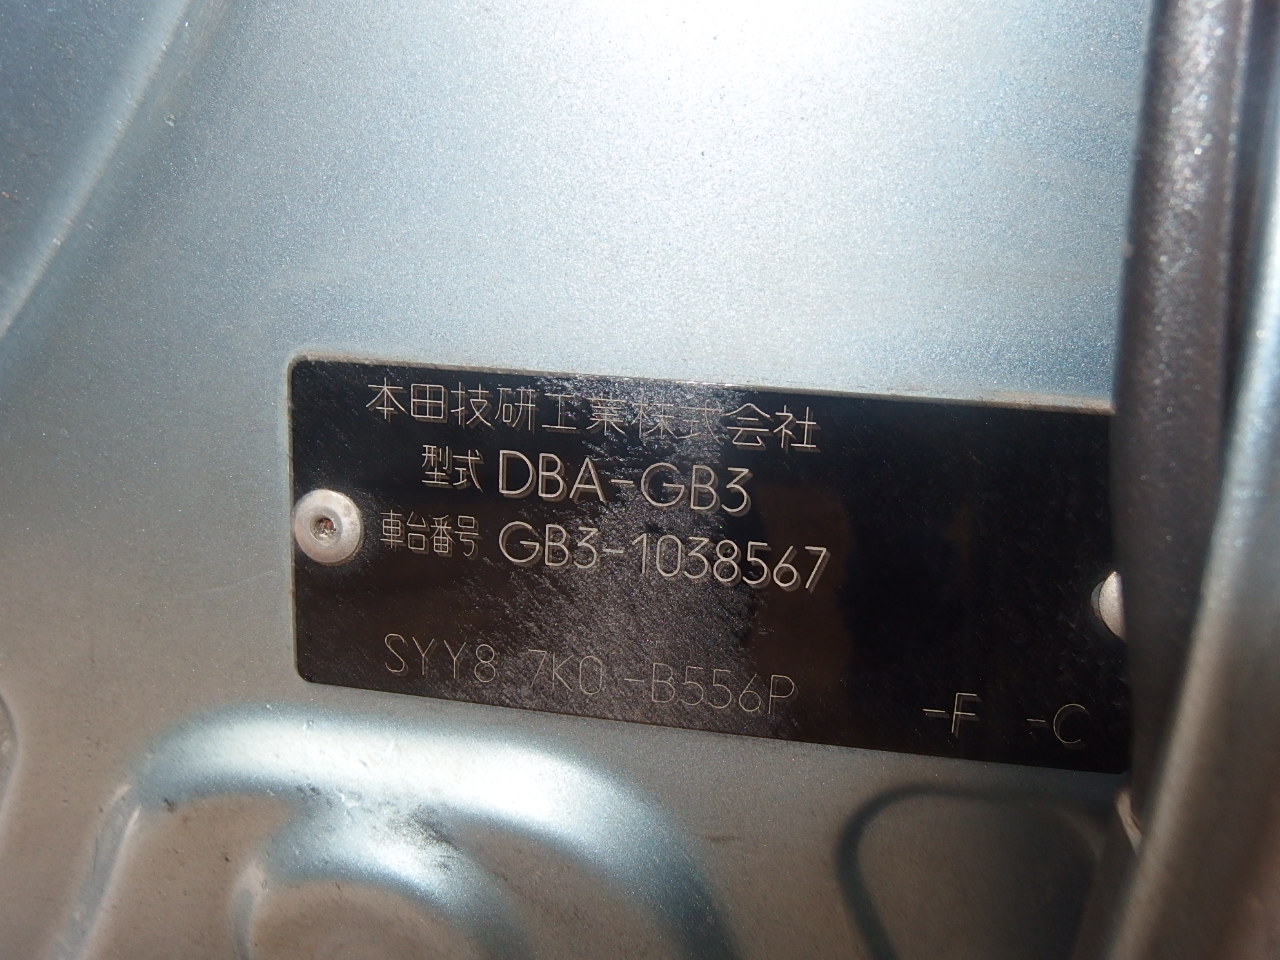 本田技研工業株式会社
型式 DBA-GB3
車台番号 GB3-1038567
SYY8 7K0 -B556P -F -C